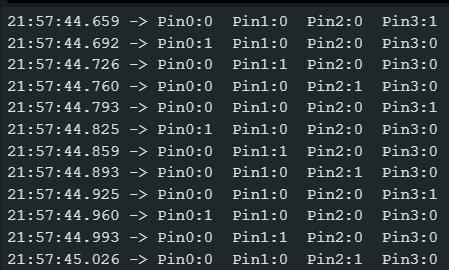 21:57:44.659 -> Pin0:0  Pin1:0  Pin2:0  Pin3:1
21:57:44.692 -> Pin0:1  Pin1:0  Pin2:0  Pin3:0
21:57:44.726 -> Pin0:0  Pin1:1  Pin2:0  Pin3:0
21:57:44.760 -> Pin0:0  Pin1:0  Pin2:1  Pin3:0
21:57:44.793 -> Pin0:0  Pin1:0  Pin2:0  Pin3:1
21:57:44.825 -> Pin0:1  Pin1:0  Pin2:0  Pin3:0
21:57:44.859 -> Pin0:0  Pin1:1  Pin2:0  Pin3:0
21:57:44.893 -> Pin0:0  Pin1:0  Pin2:1  Pin3:0
21:57:44.925 -> Pin0:0  Pin1:0  Pin2:0  Pin3:1
21:57:44.960 -> Pin0:1  Pin1:0  Pin2:0  Pin3:0
21:57:44.993 -> Pin0:0  Pin1:1  Pin2:0  Pin3:0
21:57:45.026 -> Pin0:0  Pin1:0  Pin2:1  Pin3:0